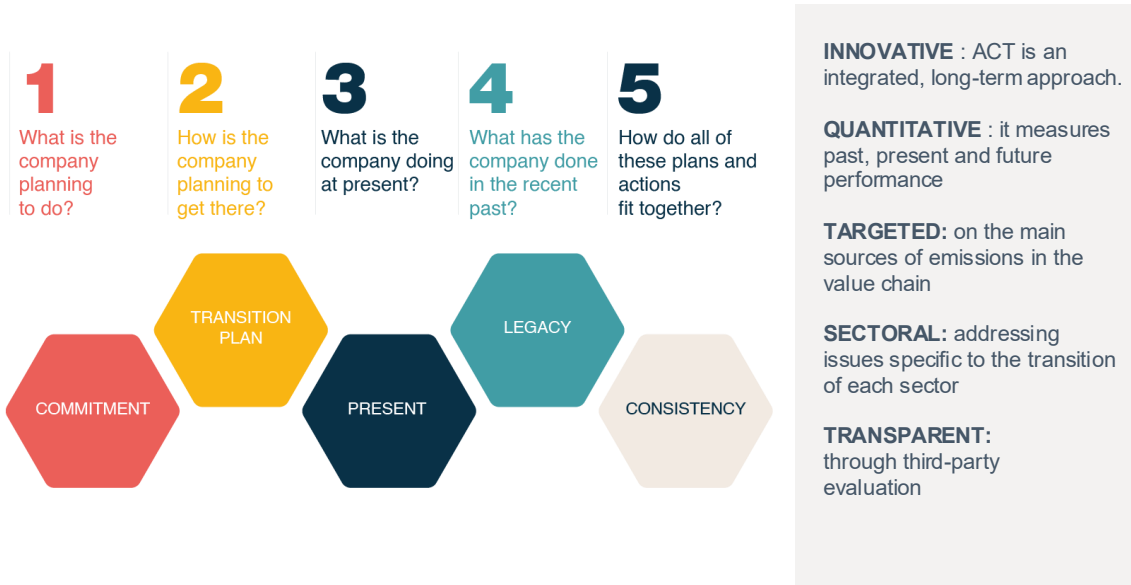 1
What is the
company
planning
to do?
2
How is the
company
planning to
get there?
3
What is the
company doing
at present?
4
What has the
company done
in the recent
past?
5
How do all of
these plans and
actions
fit together?
COMMITMENT
TRANSITION
PLAN
PRESENT
LEGACY
CONSISTENCY
INNOVATIVE : ACT is an
integrated, long-term approach.
QUANTITATIVE : it measures
past, present and future
performance
TARGETED: on the main
sources of emissions in the
value chain
SECTORAL: addressing
issues specific to the transition
of each sector
TRANSPARENT:
through third-party
evaluation